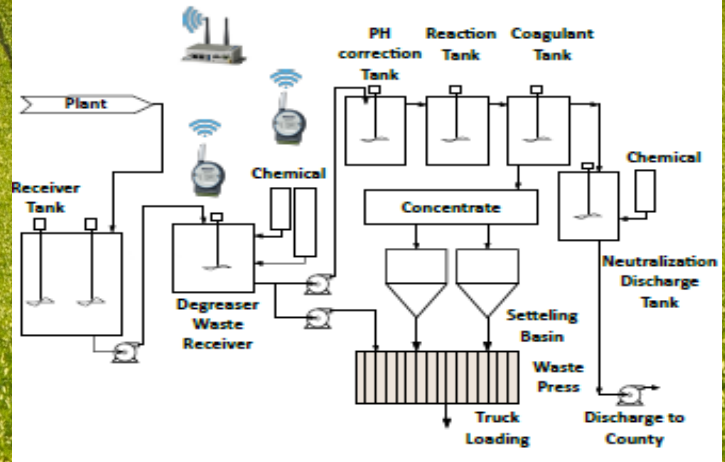 PH
correction
Tank
Reaction
Tank
Coagulant
Tank
Plant
Chemical
Chemical
Receiver
Tank
Concentrate
Degreaser
Waste
Receiver
Neutralization
Discharge
Tank
Setteling
Basin
Waste
Press
Truck
Loading
Discharge to
County